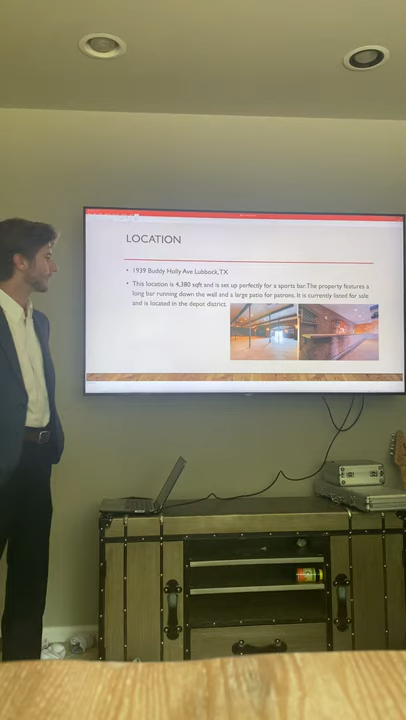 LOCATION
1939 Buddy Holly Ave Lubbock, TX
This location is 4,380 sqft and is set up perfectly for a sports bar. The property features a
long bar running down the wall and a large patio for patrons. It is currently listed for sale
and is located in the depot district.